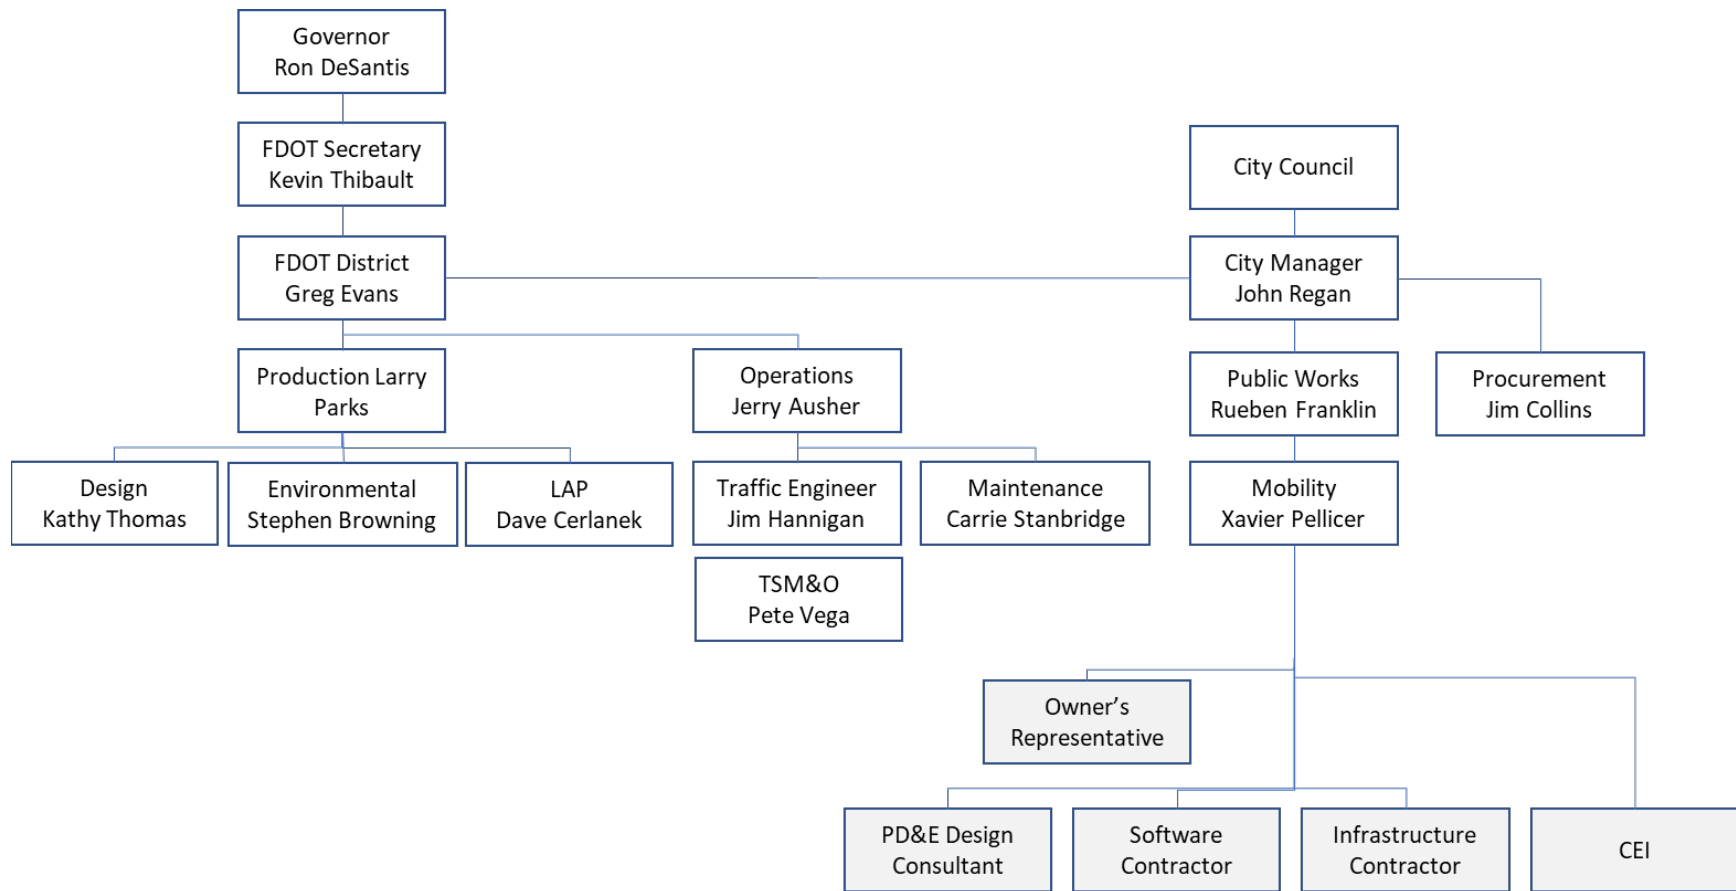 Governor
Ron DeSantis
FDOT Secretary
Kevin Thibault
City Council
FDOT District
Greg Evans
City Manager
John Regan
Production Larry
Parks
Operations
Jerry Ausher
Public Works
Rueben Franklin
Procurement
Jim Collins
Design
Kathy Thomas
Environmental
Stephen Browning
LAP
Dave Cerlanek
Traffic Engineer
Jim Hannigan
Maintenance
Carrie Stanbridge
Mobility
Xavier Pellicer
TSM&O
Pete Vega
Owner’s
Representative
PD&E Design
Consultant
Software
Contractor
Infrastructure
Contractor
CEI